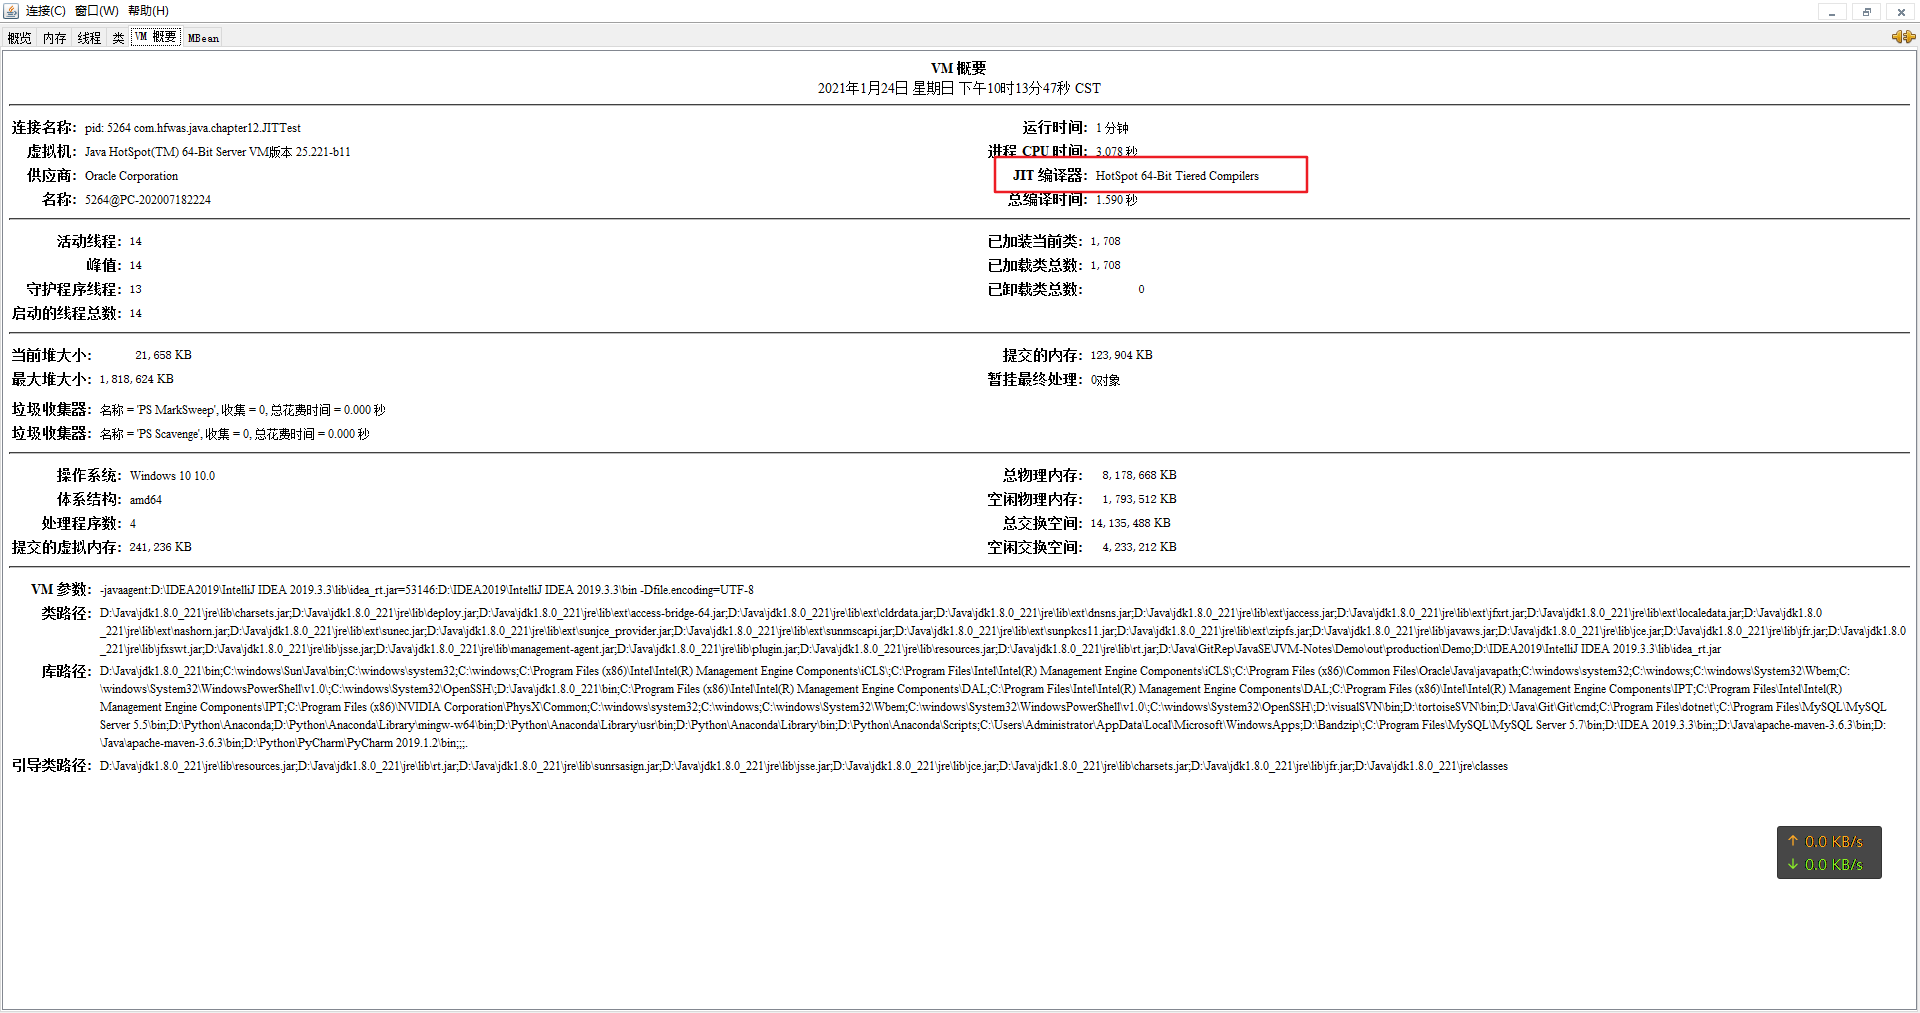 连接(C) 窗口(W) 帮助(H)
概览 内存 线程 类 VM 概要 MBean
VM 概要
2021年1月24日 星期日 下午10时13分47秒 CST
连接名称: pid: 5264 com.hfwas.java.chapter12.JITTest
运行时间: 1 分钟
虚拟机: Java HotSpot(TM) 64-Bit Server VM版本 25.221-b11
进程 CPU 时间: 3.078 秒
供应商: Oracle Corporation
JIT 编译器: HotSpot 64-Bit Tiered Compilers
名称: 5264@PC-202007182224
总编译时间: 1.590 秒
活动线程: 14
已加装当前类: 1,708
峰值: 14
已加载类总数: 1,708
守护程序线程: 13
已卸载类总数: 0
启动的线程总数: 14
当前堆大小: 21,658 KB
提交的内存: 123,904 KB
最大堆大小: 1,818,624 KB
暂挂最终处理: 0对象
垃圾收集器: 名称 = 'PS MarkSweep', 收集 = 0, 总花费时间 = 0.000 秒
垃圾收集器: 名称 = 'PS Scavenge', 收集 = 0, 总花费时间 = 0.000 秒
操作系统: Windows 10 10.0
总物理内存: 8,178,668 KB
体系结构: amd64
空闲物理内存: 1,793,512 KB
处理程序数: 4
总交换空间: 14,135,488 KB
提交的虚拟内存: 241,236 KB
空闲交换空间: 4,233,212 KB
VM 参数: -javaagent:D:\IDEA2019\IntelliJ IDEA 2019.3.3\lib\idea_rt.jar=53146:D:\IDEA2019\IntelliJ IDEA 2019.3.3\bin -Dfile.encoding=UTF-8
类路径: D:\Java\jdk1.8.0_221\jre\lib\charsets.jar;D:\Java\jdk1.8.0_221\jre\lib\deploy.jar;D:\Java\jdk1.8.0_221\jre\lib\ext\access-bridge-64.jar;D:\Java\jdk1.8.0_221\jre\lib\ext\cldrdata.jar;D:\Java\jdk1.8.0_221\jre\lib\ext\dnsns.jar;D:\Java\jdk1.8.0_221\jre\lib\ext\jaccess.jar;D:\Java\jdk1.8.0_221\jre\lib\ext\jfxrt.jar;D:\Java\jdk1.8.0_221\jre\lib\ext\localedata.jar;D:\Java\jdk1.8.0
_221\jre\lib\ext\nashorn.jar;D:\Java\jdk1.8.0_221\jre\lib\ext\sunec.jar;D:\Java\jdk1.8.0_221\jre\lib\ext\sunjce_provider.jar;D:\Java\jdk1.8.0_221\jre\lib\ext\sunmscapi.jar;D:\Java\jdk1.8.0_221\jre\lib\ext\sunpkcs11.jar;D:\Java\jdk1.8.0_221\jre\lib\ext\zipfs.jar;D:\Java\jdk1.8.0_221\jre\lib\javaws.jar;D:\Java\jdk1.8.0_221\jre\lib\jce.jar;D:\Java\jdk1.8.0_221\jre\lib\jfr.jar;D:\Java\jdk1.8.0
_221\jre\lib\jfxswt.jar;D:\Java\jdk1.8.0_221\jre\lib\jsse.jar;D:\Java\jdk1.8.0_221\jre\lib\management-agent.jar;D:\Java\jdk1.8.0_221\jre\lib\plugin.jar;D:\Java\jdk1.8.0_221\jre\lib\resources.jar;D:\Java\jdk1.8.0_221\jre\lib\rt.jar;D:\Java\GitRep\JavaSE\JVM-Notes\Demo\out\production\Demo;D:\IDEA2019\IntelliJ IDEA 2019.3.3\lib\idea_rt.jar
库路径: D:\Java\jdk1.8.0_221\bin;C:\windows\Sun\Java\bin;C:\windows\system32;C:\windows;C:\Program Files (x86)\Intel\Intel(R) Management Engine Components\iCLS\;C:\Program Files\Intel\Intel(R) Management Engine Components\iCLS\;C:\Program Files (x86)\Common Files\Oracle\Java\javapath;C:\windows\system32;C:\windows;C:\windows\System32\Wbem;C:
\windows\System32\WindowsPowerShell\v1.0\;C:\windows\System32\OpenSSH\;D:\Java\jdk1.8.0_221\bin;C:\Program Files (x86)\Intel\Intel(R) Management Engine Components\DAL;C:\Program Files\Intel\Intel(R) Management Engine Components\DAL;C:\Program Files (x86)\Intel\Intel(R) Management Engine Components\IPT;C:\Program Files\Intel\Intel(R)
Management Engine Components\IPT;C:\Program Files (x86)\NVIDIA Corporation\PhysX\Common;C:\windows\system32;C:\windows;C:\windows\System32\Wbem;C:\windows\System32\WindowsPowerShell\v1.0\;C:\windows\System32\OpenSSH\;D:\visualSVN\bin;D:\tortoiseSVN\bin;D:\Java\Git\Git\cmd;C:\Program Files\dotnet\;C:\Program Files\MySQL\MySQL
Server 5.5\bin;D:\Python\Anaconda;D:\Python\Anaconda\Library\mingw-w64\bin;D:\Python\Anaconda\Library\usr\bin;D:\Python\Anaconda\Library\bin;D:\Python\Anaconda\Scripts;C:\Users\Administrator\AppData\Local\Microsoft\WindowsApps;D:\Bandzip\;C:\Program Files\MySQL\MySQL Server 5.7\bin;D:\IDEA 2019.3.3\bin;;D:\Java\apache-maven-3.6.3\bin;D:
\Java\apache-maven-3.6.3\bin;D:\Python\PyCharm\PyCharm 2019.1.2\bin;;;.
引导类路径: D:\Java\jdk1.8.0_221\jre\lib\resources.jar;D:\Java\jdk1.8.0_221\jre\lib\rt.jar;D:\Java\jdk1.8.0_221\jre\lib\sunrsasign.jar;D:\Java\jdk1.8.0_221\jre\lib\jsse.jar;D:\Java\jdk1.8.0_221\jre\lib\jce.jar;D:\Java\jdk1.8.0_221\jre\lib\charsets.jar;D:\Java\jdk1.8.0_221\jre\lib\jfr.jar;D:\Java\jdk1.8.0_221\jre\classes
↑ 0.0 KB/s
↓ 0.0 KB/s